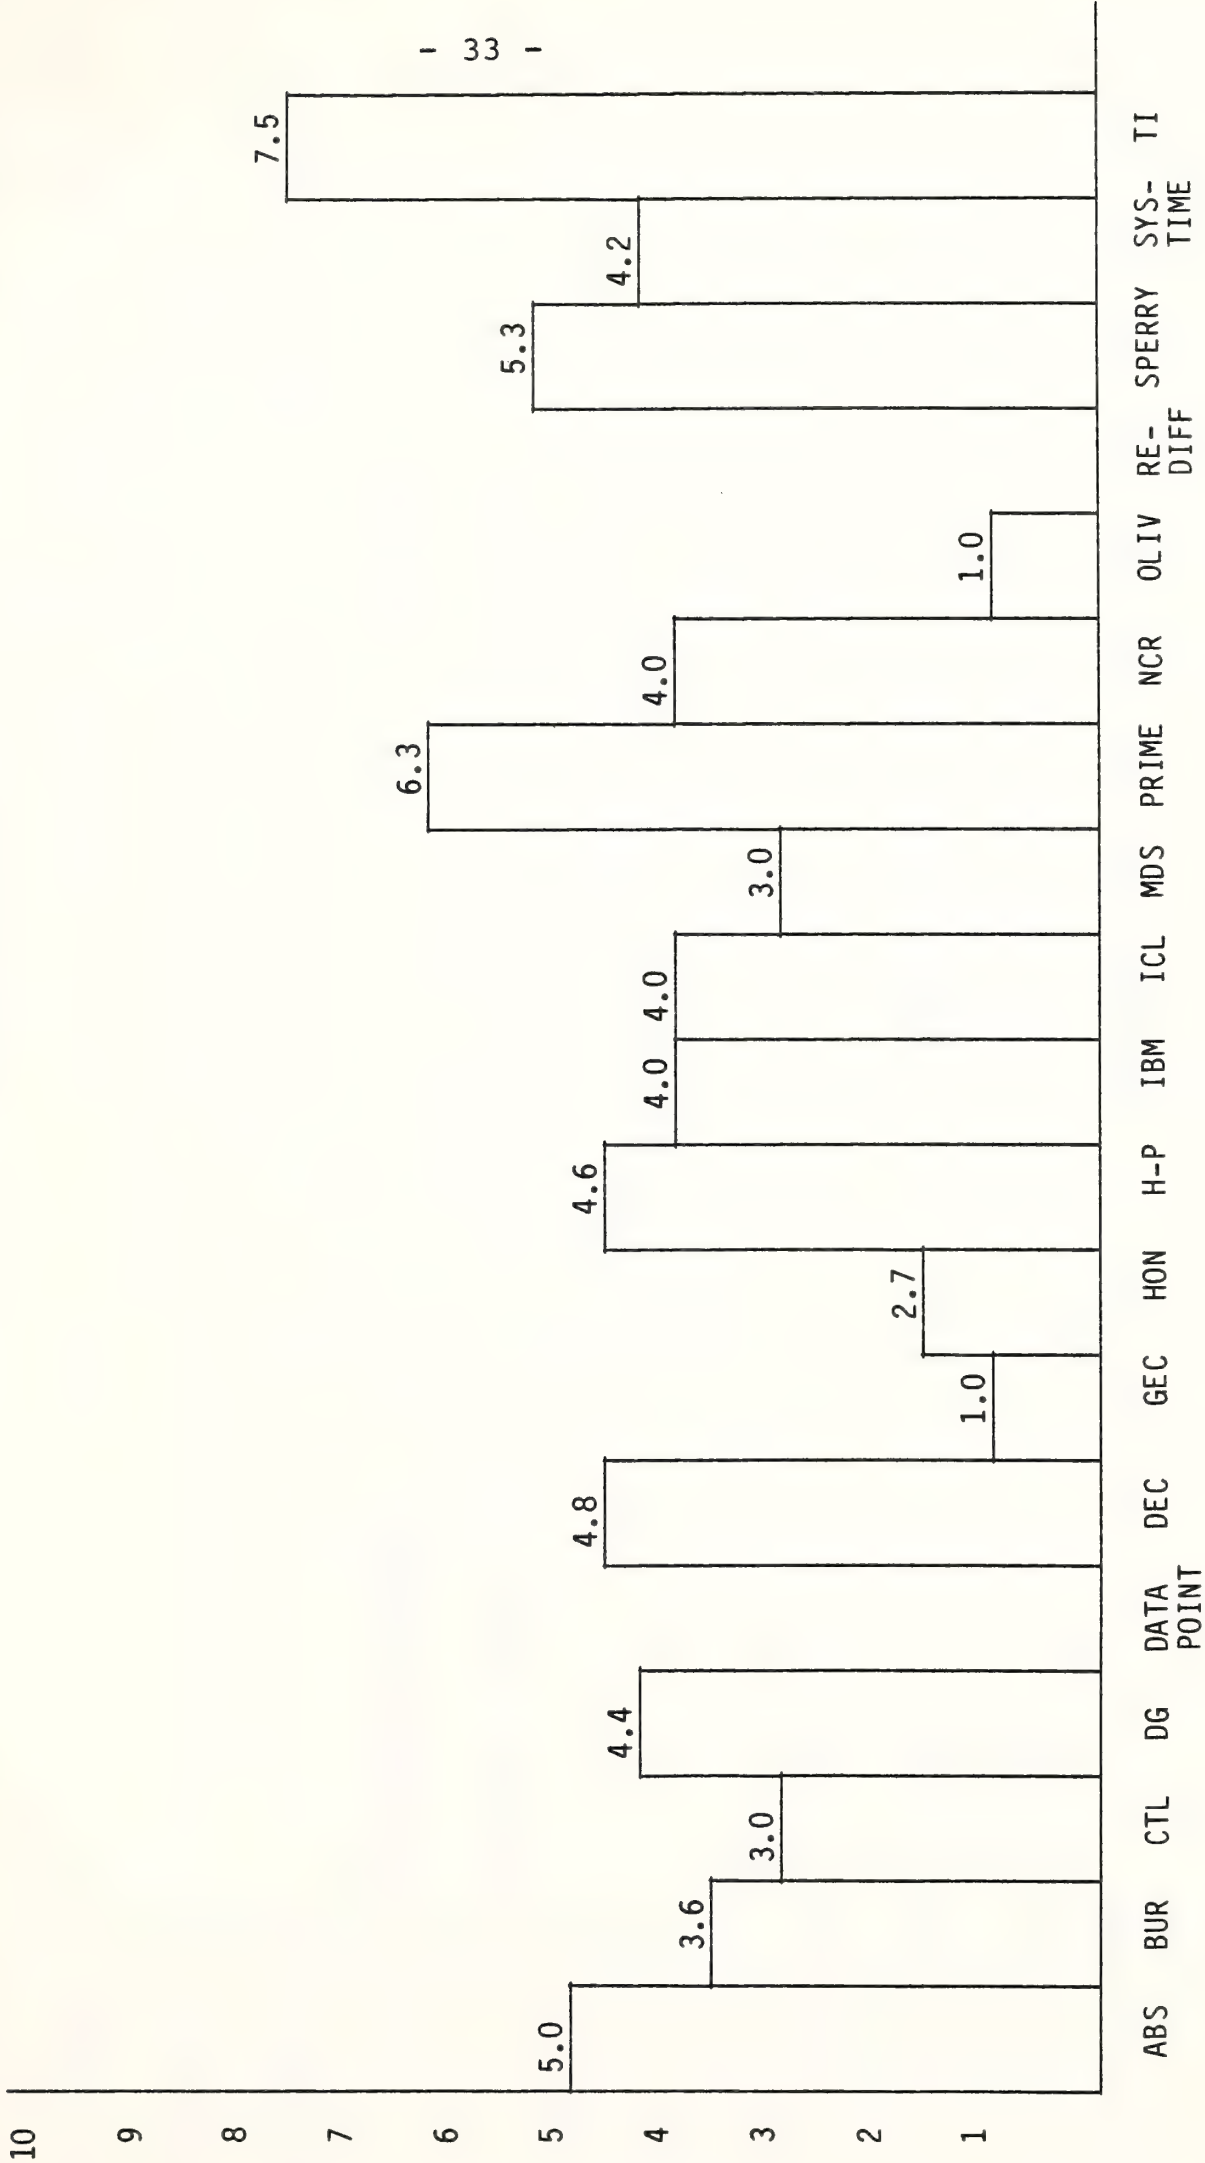 - 33 -
10
9
8
7
6
5
4
3
2
1
5.0
3.6
3.0
4.4
4.8
1.0
2.7
4.6
4.0
4.0
3.0
6.3
4.0
1.0
5.3
4.2
7.5
ABS
BUR
CTL
DG
DATA
POINT
DEC
GEC
HON
H-P
IBM
ICL
MDS
PRIME
NCR
OLIV
RE-
DIFF
SPERRY
SYS-
TIME
TI